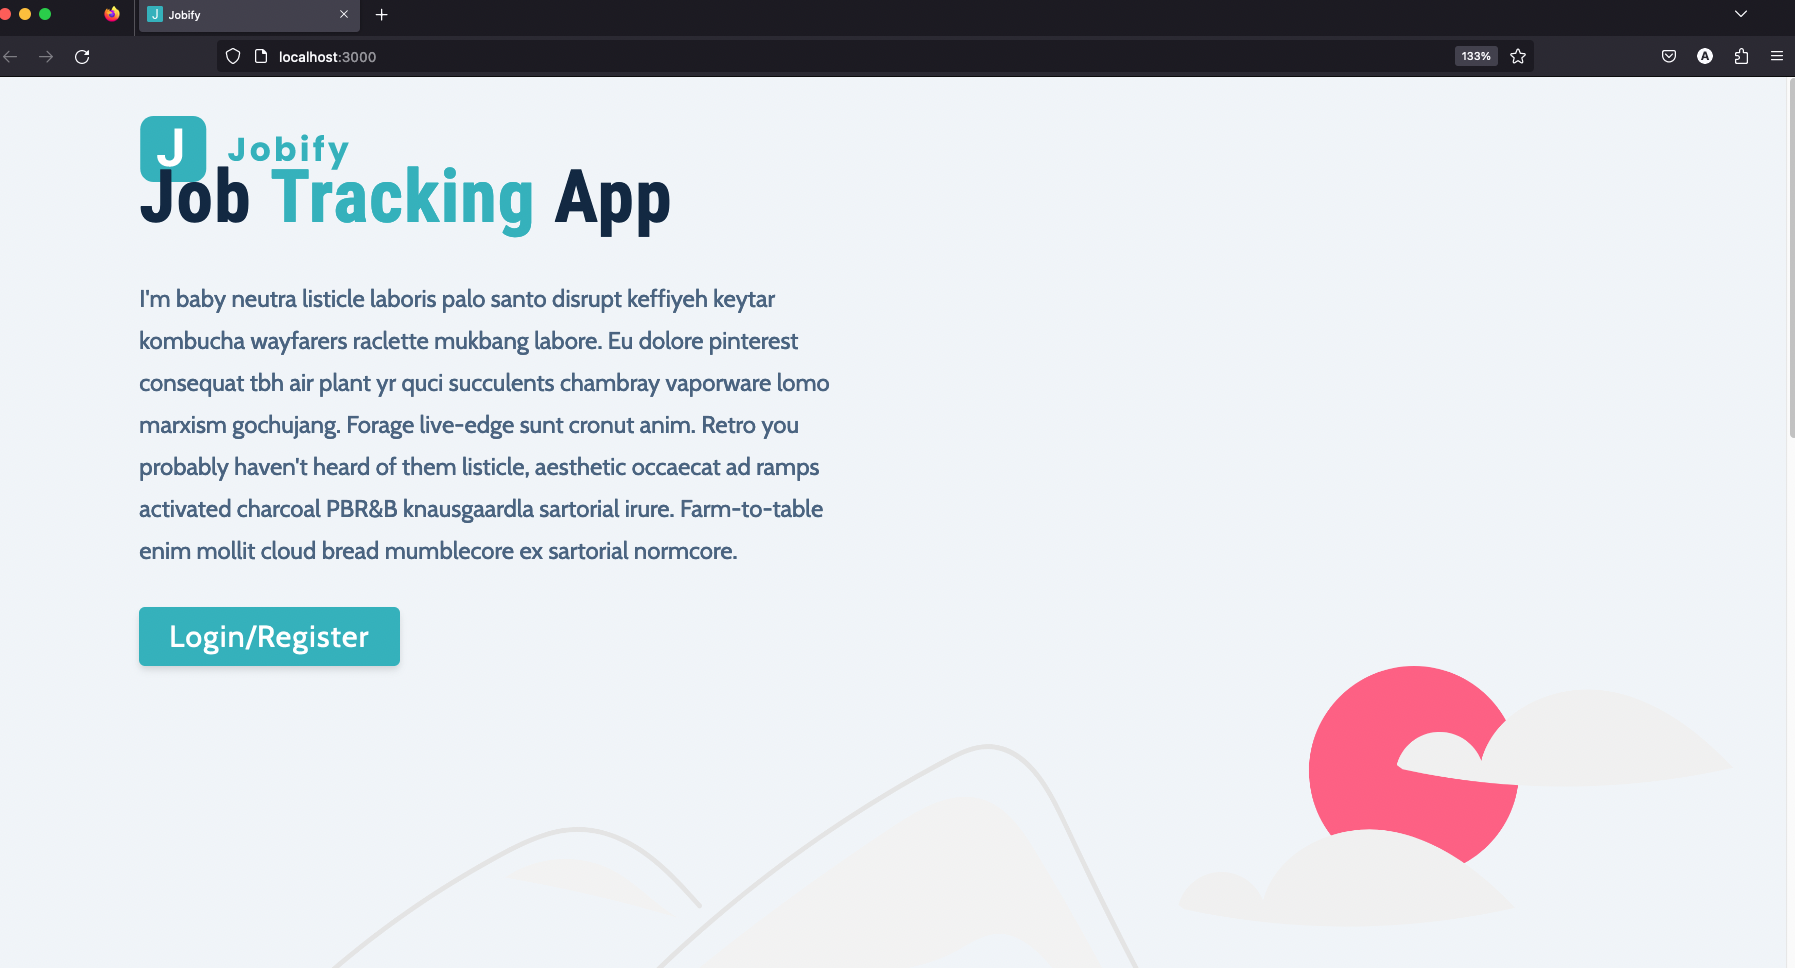 J Jobify
localhost:3000
133%
A
J Jobify
Job Tracking App
I'm baby neutra listicle laboris palo santo disrupt keffiyeh keytar
kombucha wayfarers raclette mukbang labore. Eu dolore pinterest
consequat tbh air plant yr quci succulents chambray vaporware lomo
marxism gochujang. Forage live-edge sunt cronut anim. Retro you
probably haven't heard of them listicle, aesthetic occaecat ad ramps
activated charcoal PBR&B knausgaardla sartorial irure. Farm-to-table
enim mollit cloud bread mumblecore ex sartorial normcore.
Login/Register